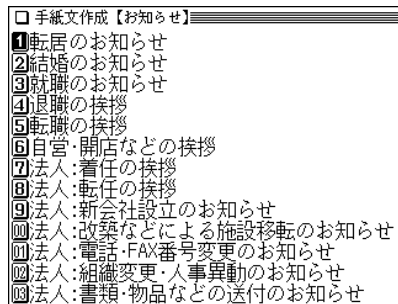 □ 手紙文作成【お知らせ】
1転居のお知らせ
2結婚のお知らせ
3就職のお知らせ
4退職の挨拶
5転職の挨拶
6自営･開店などの挨拶
7法人:着任の挨拶
8法人:転任の挨拶
9法人:新会社設立のお知らせ
00法人:改築などによる施設移転のお知らせ
01法人:電話･FAX番号変更のお知らせ
02法人:組織変更･人事異動のお知らせ
03法人:書類･物品などの送付のお知らせ